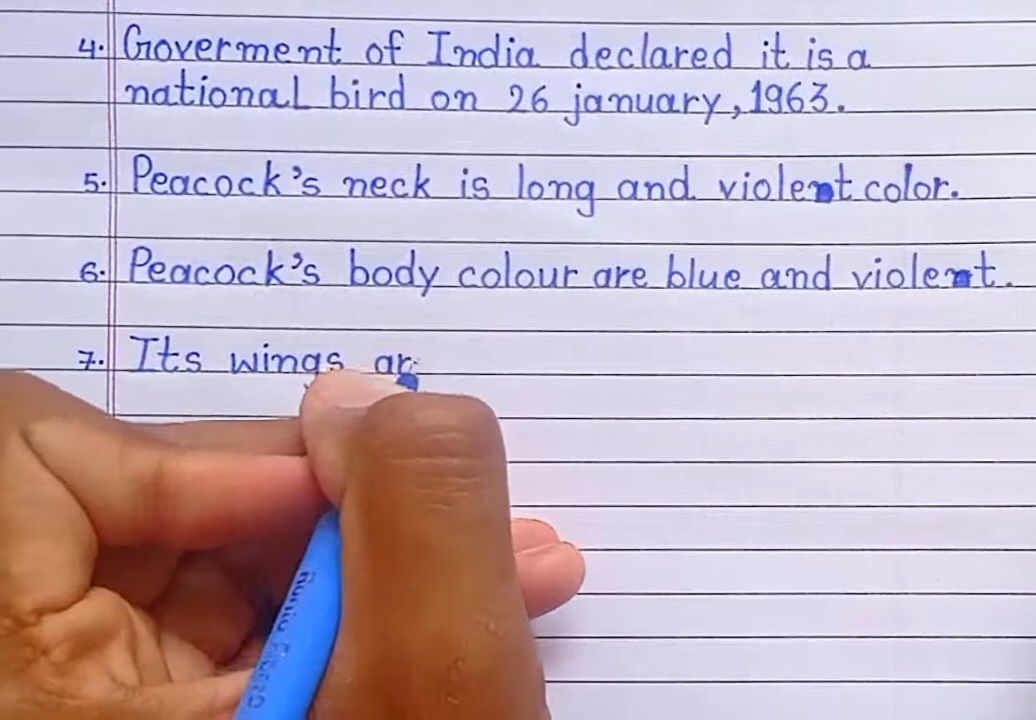 4. Goverment of India declared it is a
national bird on 26 january, 1963.
5. Peacock's neck is long and violent color.
6. Peacock's body colour are blue and violent.
7. Its wings ar